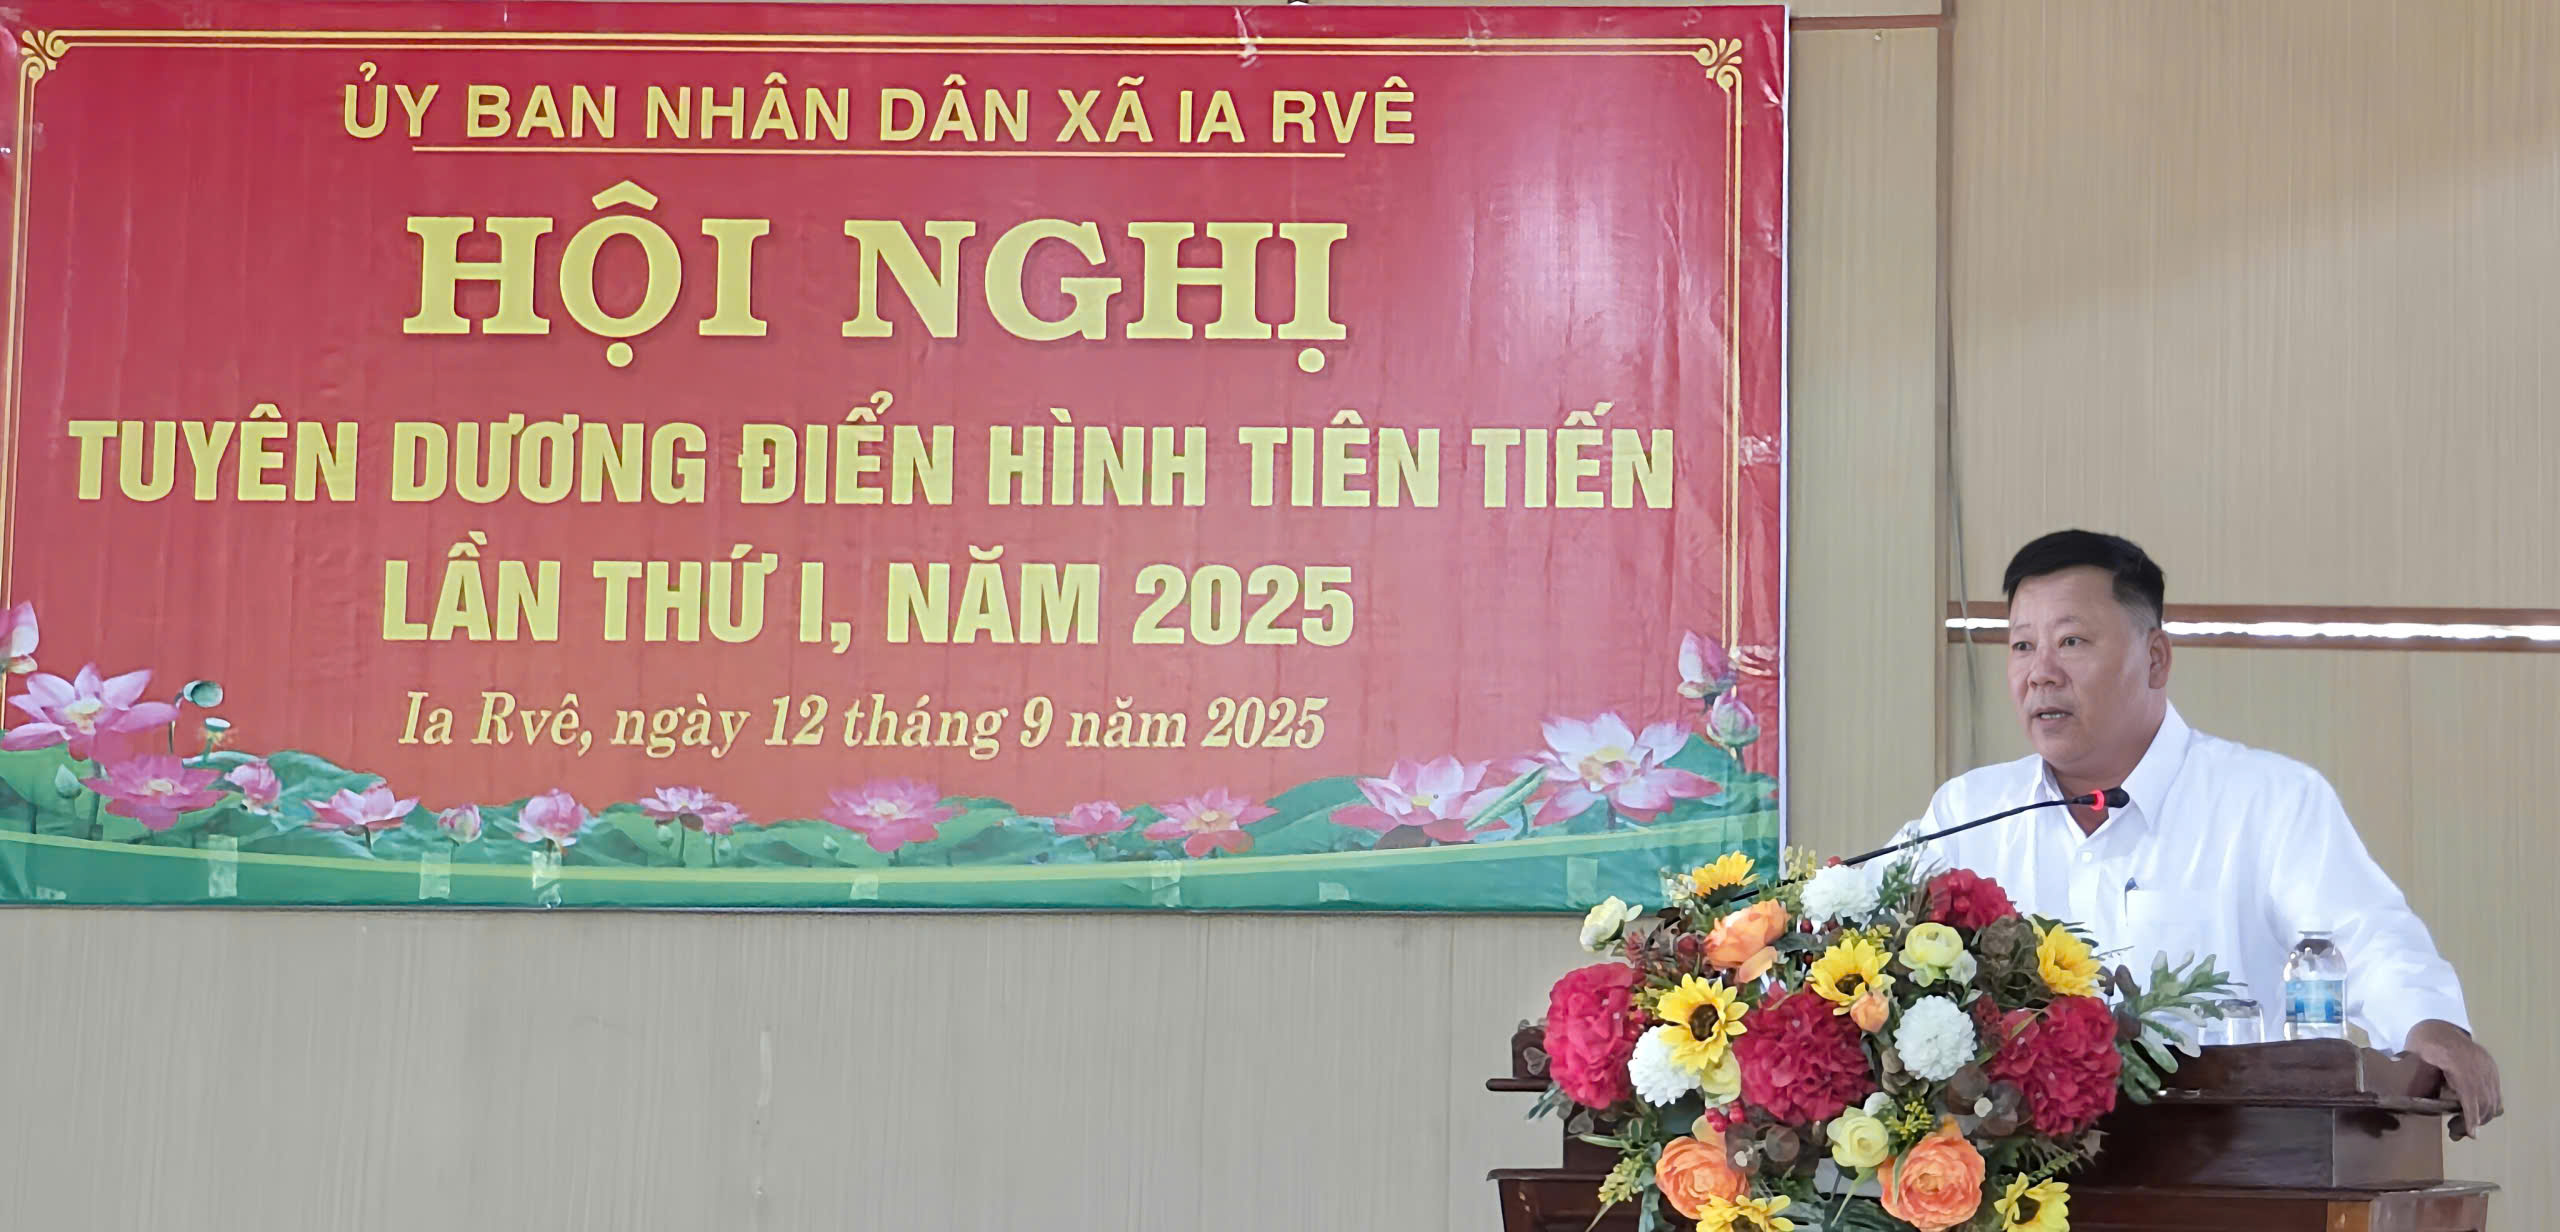 ỦY BAN NHÂN DÂN XÃ IA RVÊ
HỘI NGHỊ
TUYÊN DƯƠNG ĐIỂN HÌNH TIÊN TIẾN
LẦN THỨ I, NĂM 2025
Ia Rvê, ngày 12 tháng 9 năm 2025